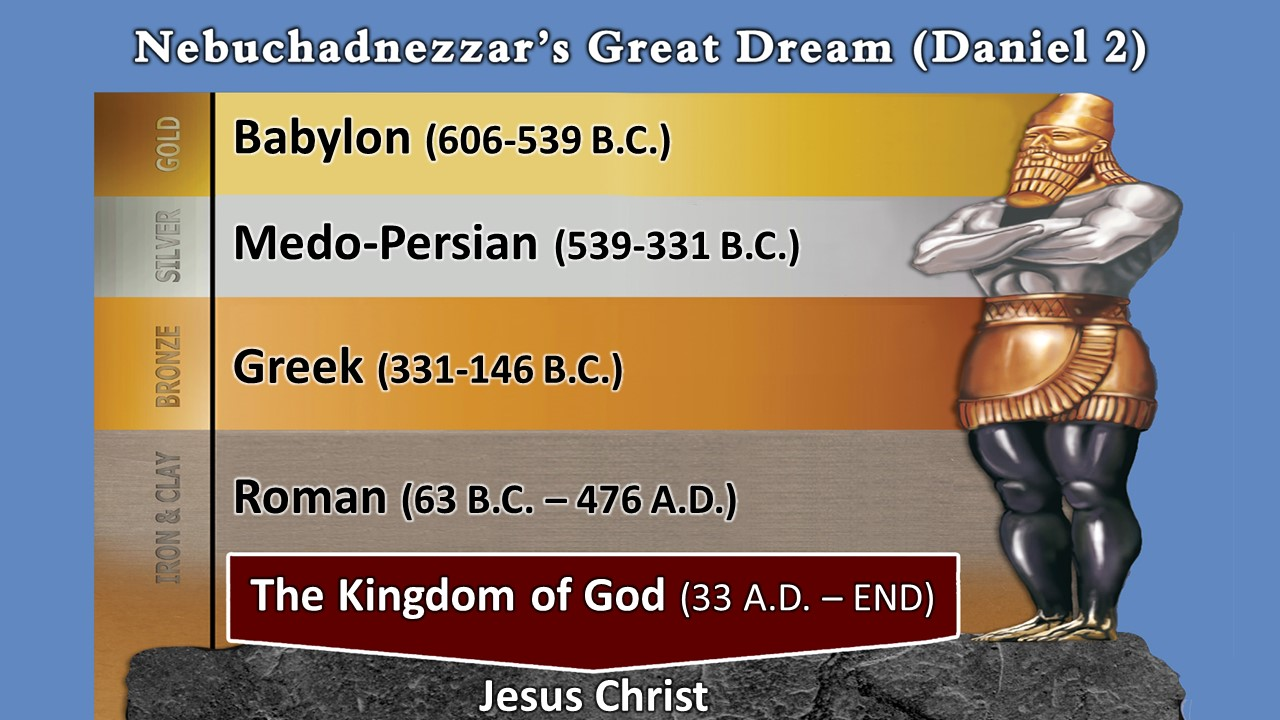 Nebuchadnezzar’s Great Dream (Daniel 2)
GOLD
Babylon (606-539 B.C.)
SILVER
Medo-Persian (539-331 B.C.)
BRONZE
Greek (331-146 B.C.)
IRON & CLAY
Roman (63 B.C. – 476 A.D.)
The Kingdom of God (33 A.D. – END)
Jesus Christ